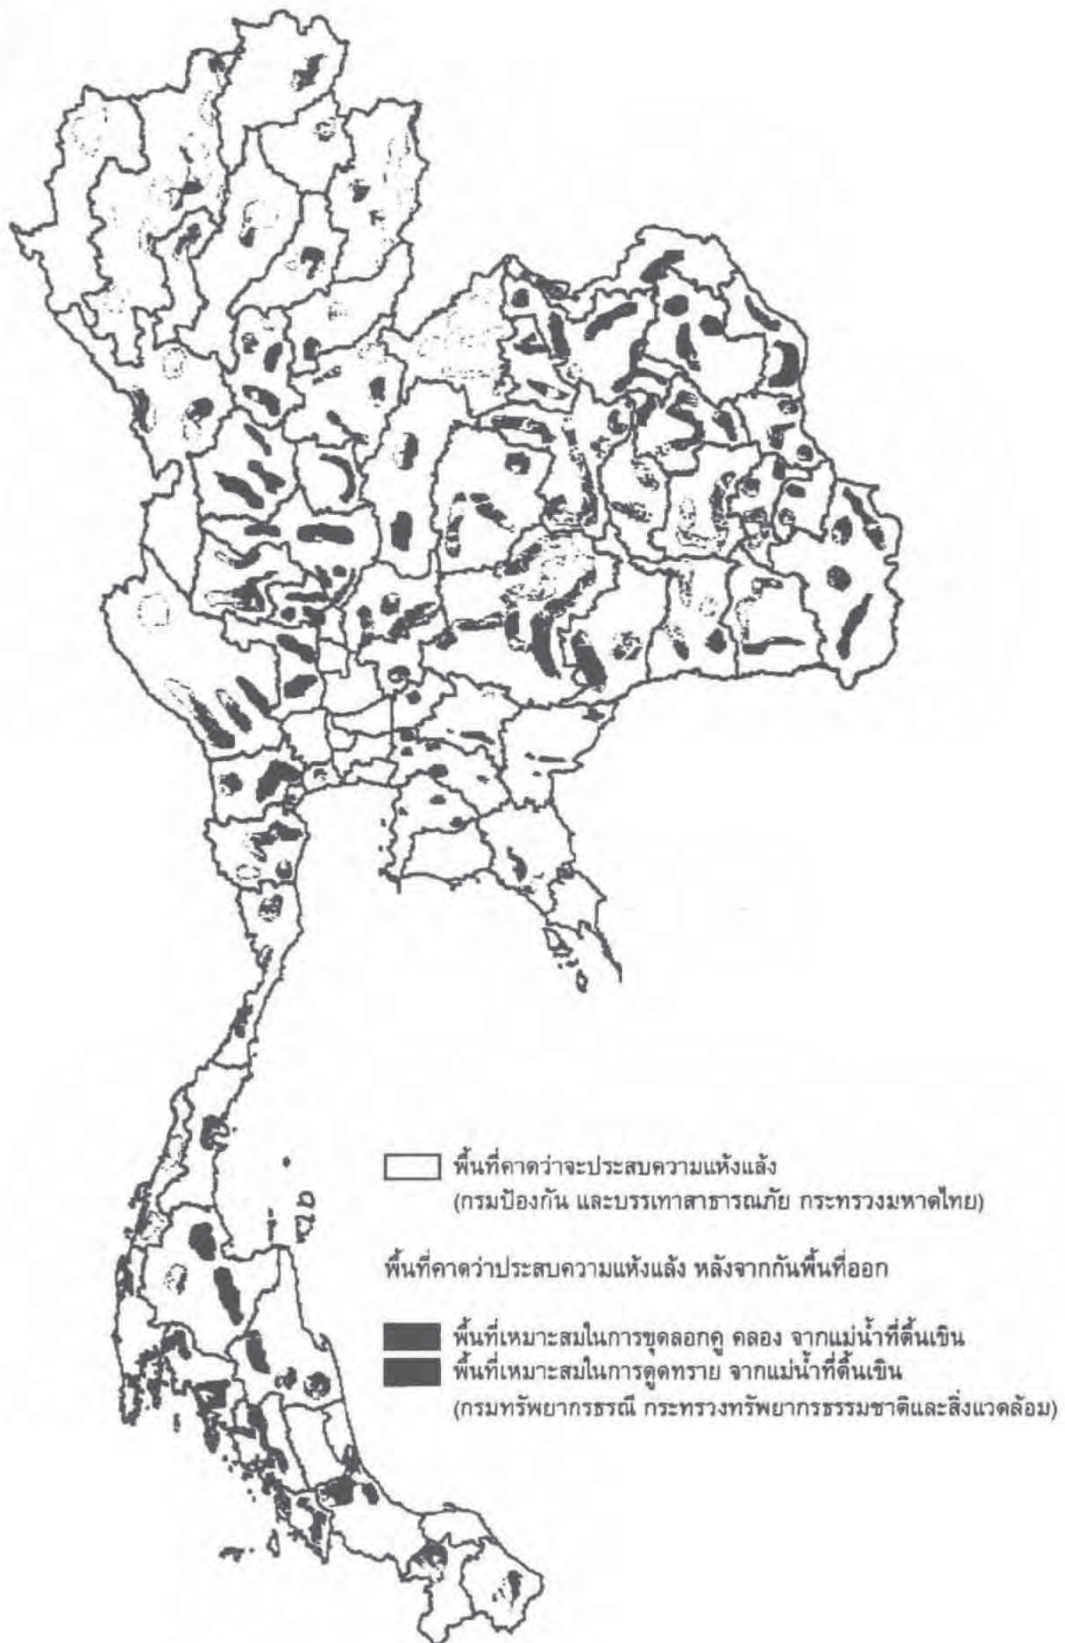 พื้นที่คาดว่าจะประสบความแห้งแล้ง
(กรมป้องกัน และบรรเทาสาธารณภัย กระทรวงมหาดไทย)
พื้นที่คาดว่าประสบความแห้งแล้ง หลังจากกันพื้นที่ออก
พื้นที่เหมาะสมในการขุดลอกคู คลอง จากแม่น้ำที่ตื้นเขิน
พื้นที่เหมาะสมในการดูดทราย จากแม่น้ำที่ตื้นเขิน
(กรมทรัพยากรธรณี กระทรวงทรัพยากรธรรมชาติและสิ่งแวดล้อม)